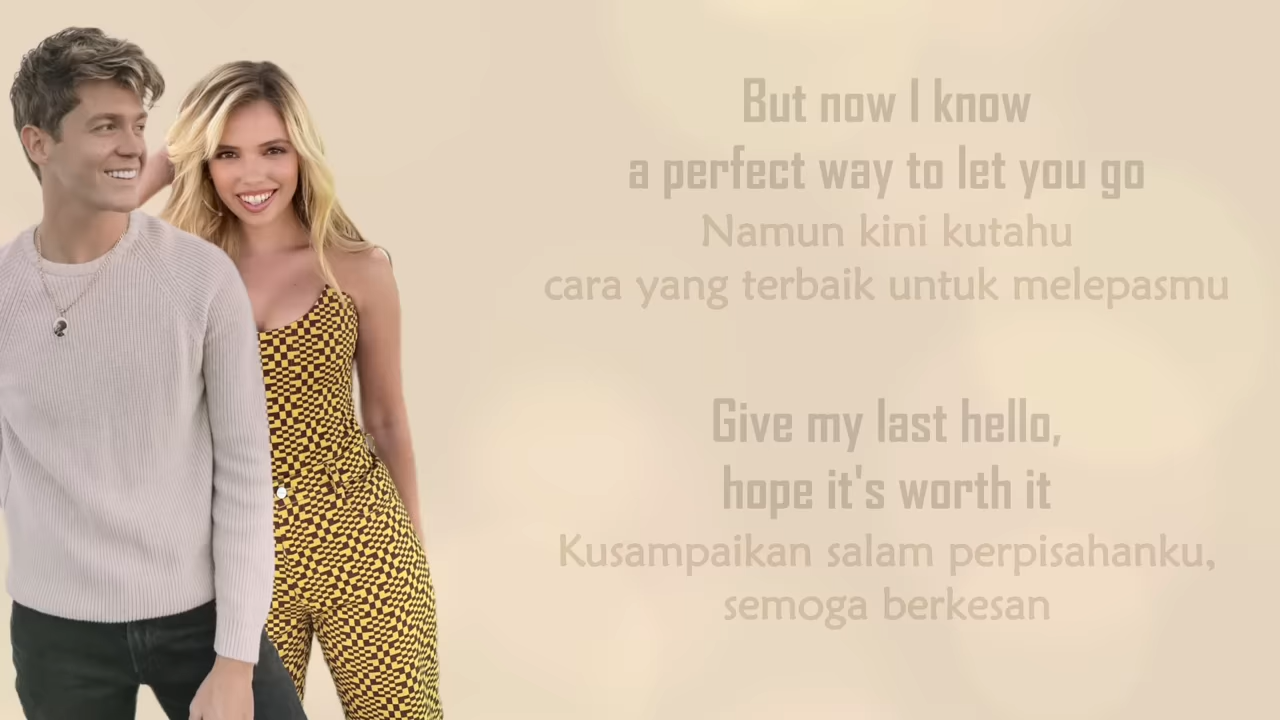 But now I know
a perfect way to let you go
Namun kini kutahu
cara yang terbaik untuk melepasmu
Give my last hello,
hope it's worth it
Kusampaikan salam perpisahanku,
semoga berkesan